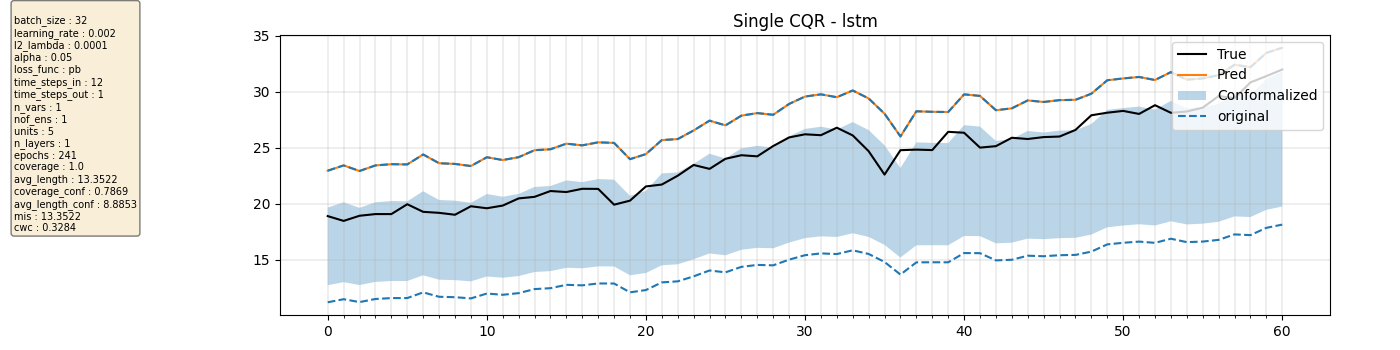 batch_size : 32
learning_rate : 0.002
l2_lambda : 0.0001
alpha : 0.05
loss_func : pb
time_steps_in : 12
time_steps_out : 1
n_vars : 1
nof_ens : 1
units : 5
n_layers : 1
epochs : 241
coverage : 1.0
avg_length : 13.3522
coverage_conf : 0.7869
avg_length_conf : 8.8853
mis : 13.3522
cwc : 0.3284
Single CQR - lstm
35
30
25
20
15
True
Pred
Conformalized
original
0 10 20 30 40 50 60